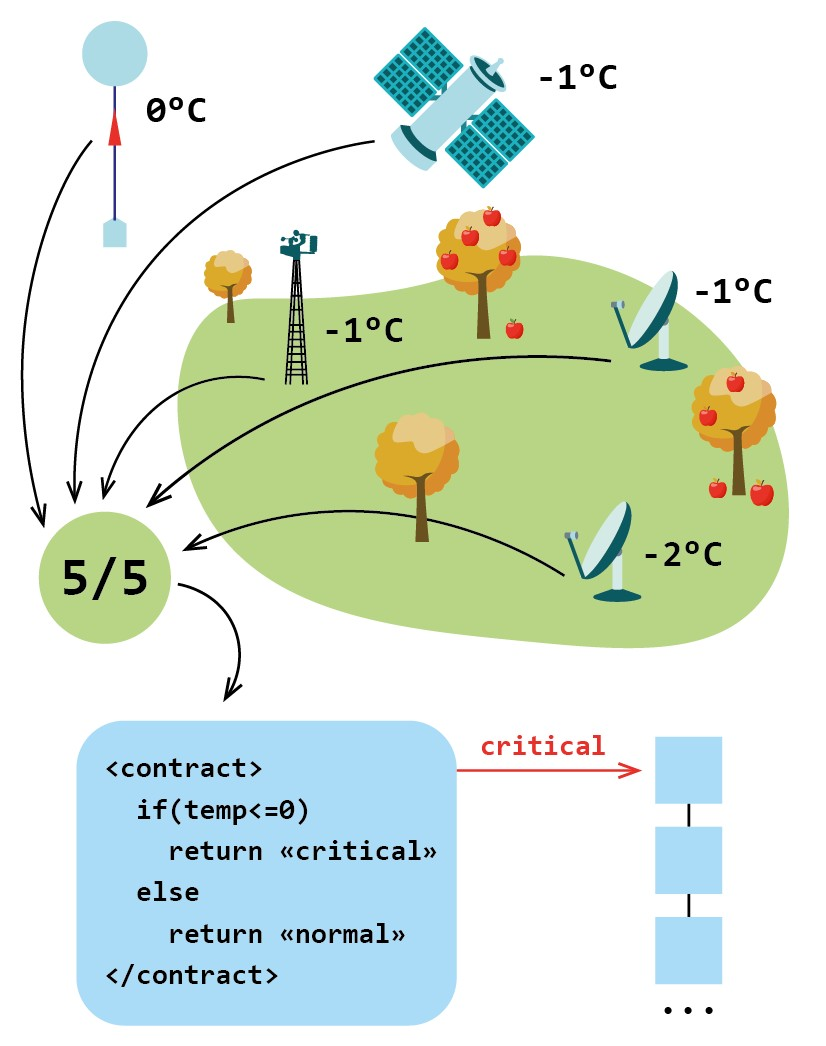 0ºC
-1ºC
-1ºC
-1ºC
-2ºC
5/5
<contract>
if(temp<=0)
return «critical»
else
return «normal»
</contract>
critical
...